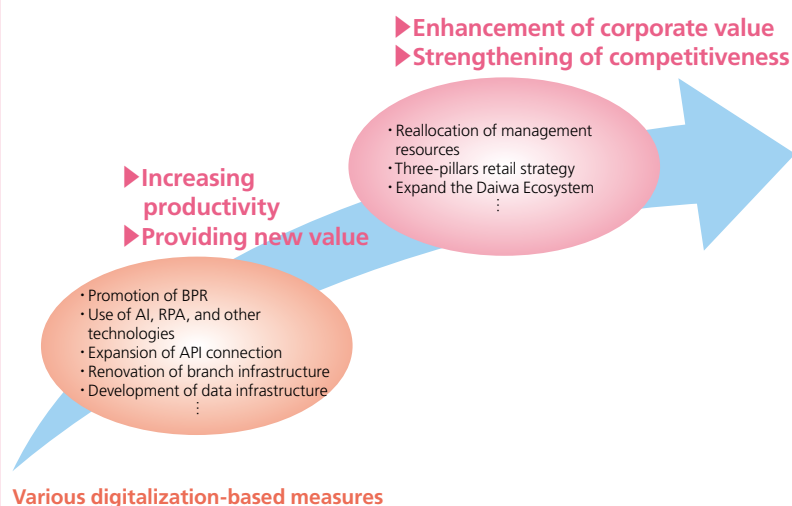 ▶Enhancement of corporate value
▶Strengthening of competitiveness
・Reallocation of management
resources
・Three-pillars retail strategy
・Expand the Daiwa Ecosystem
⋮
▶Increasing
productivity
▶Providing new value
・Promotion of BPR
・Use of AI, RPA, and other
technologies
・Expansion of API connection
・Renovation of branch infrastructure
・Development of data infrastructure
⋮
Various digitalization-based measures